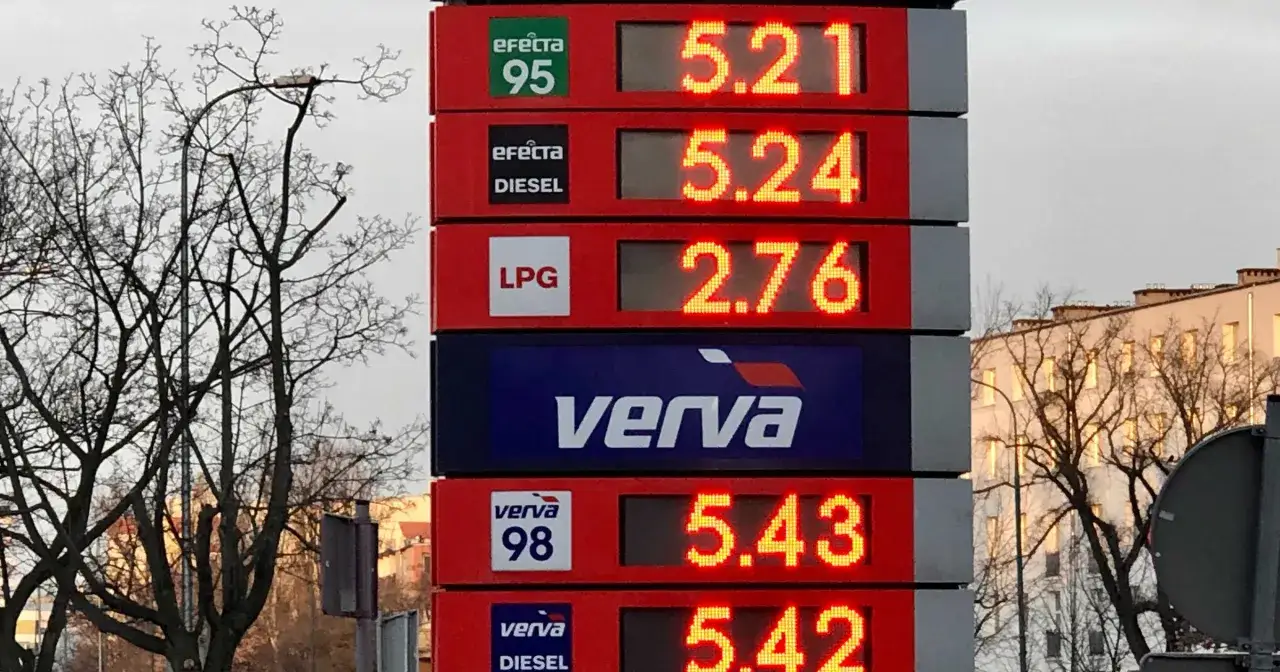 efecta
95
5.21
efecta
DIESEL
5.24
LPG
2.76
verva
verva
98
5.43
verva
DIESEL
5.42